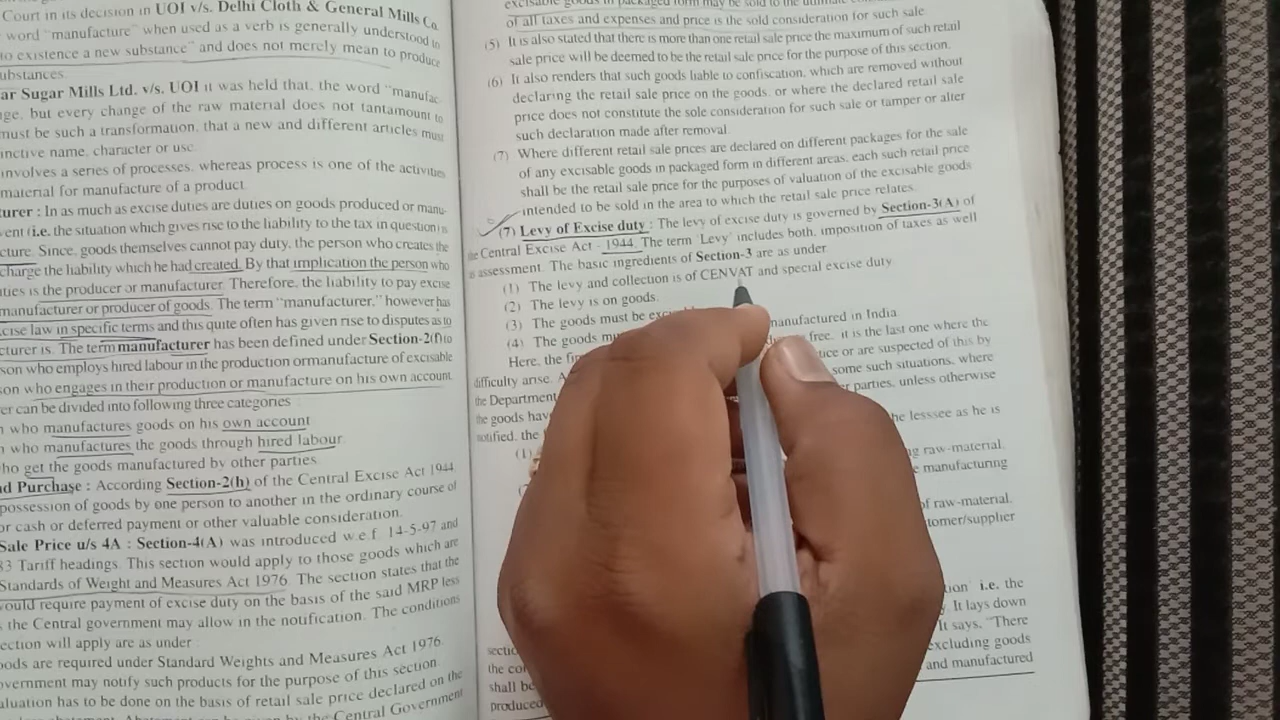 Court in its decision in UOI v/s. Delhi Cloth & General Mills Co.
word "manufacture" when used as a verb is generally understood
to existence a new substance" and does not merely mean to produce
ubstances.
ar Sugar Mills Ltd. v/s. UOI it was held that, the word "manufac-
ge, but every change of the raw material does not tantamount to
must be such a transformation, that a new and different articles must
inctive name, character or use.
involves a series of processes, whereas process is one of the activities
material for manufacture of a product.
turer : In as much as excise duties are duties on goods produced or manu-
vent (i.e. the situation which gives rise to the liability to the tax in question) is
cture. Since, goods themselves cannot pay duty, the person who creates the
charge the liability which he had created. By that implication the person who
ties is the producer or manufacturer. Therefore, the liability to pay excise
manufacturer or producer of goods. The term "manufacturer," however has
cise law in specific terms and this quite often has given rise to disputes as to
cturer is. The term manufacturer has been defined under Section-2(f) to
son who employs hired labour in the production ormanufacture of excisable
son who engages in their production or manufacture on his own account.
er can be divided into following three categories
who manufactures goods on his own account
who manufactures the goods through hired labour.
ho get the goods manufactured by other parties.
nd Purchase : According Section-2(h) of the Central Excise Act 1944.
possession of goods by one person to another in the ordinary course of
or cash or deferred payment or other valuable consideration.
Sale Price u/s 4A : Section-4(A) was introduced w.e.f. 14-5-97 and
83 Tariff headings. This section would apply to those goods which are
Standards of Weight and Measures Act 1976. The section states that the
would require payment of excise duty on the basis of the said MRP less
the Central government may allow in the notification. The conditions
ection will apply are as under :
oods are required under Standard Weights and Measures Act 1976.
overnment may notify such products for the purpose of this section.
aluation has to be done on the basis of retail sale price declared on the
by the Central Government
excisable goods in packaged form may be sold to the ultimate
of all taxes and expenses and price is the sold consideration for such sale.
(5) It is also stated that there is more than one retail sale price the maximum of such retail
sale price will be deemed to be the retail sale price for the purpose of this section.
(6) It also renders that such goods liable to confiscation, which are removed without
declaring the retail sale price on the goods, or where the declared retail sale
price does not constitute the sole consideration for such sale or tamper or alter
such declaration made after removal.
(7) Where different retail sale prices are declared on different packages for the sale
of any excisable goods in packaged form in different areas, each such retail price
shall be the retail sale price for the purposes of valuation of the excisable goods
intended to be sold in the area to which the retail sale price relates.
(7) Levy of Excise duty : The levy of excise duty is governed by Section-3(A) of
the Central Excise Act - 1944. The term 'Levy' includes both, imposition of taxes as well
as assessment. The basic ingredients of Section-3 are as under
(1) The levy and collection is of CENVAT and special excise duty
(2) The levy is on goods.
(3) The goods must be
(4) The goods manufactured in India.
Here, the free, it is the last one where the
difficulty arise. tice or are suspected of this by
the Department some such situations, where
the goods hav parties, unless otherwise
notified, the
(1) he lesssee as he is
raw-material.
e manufacturing
of raw-material.
tomer/supplier
tion' i.e. the
It lays down
sectio It says, "There
the co excluding goods
shall be and manufactured
produced